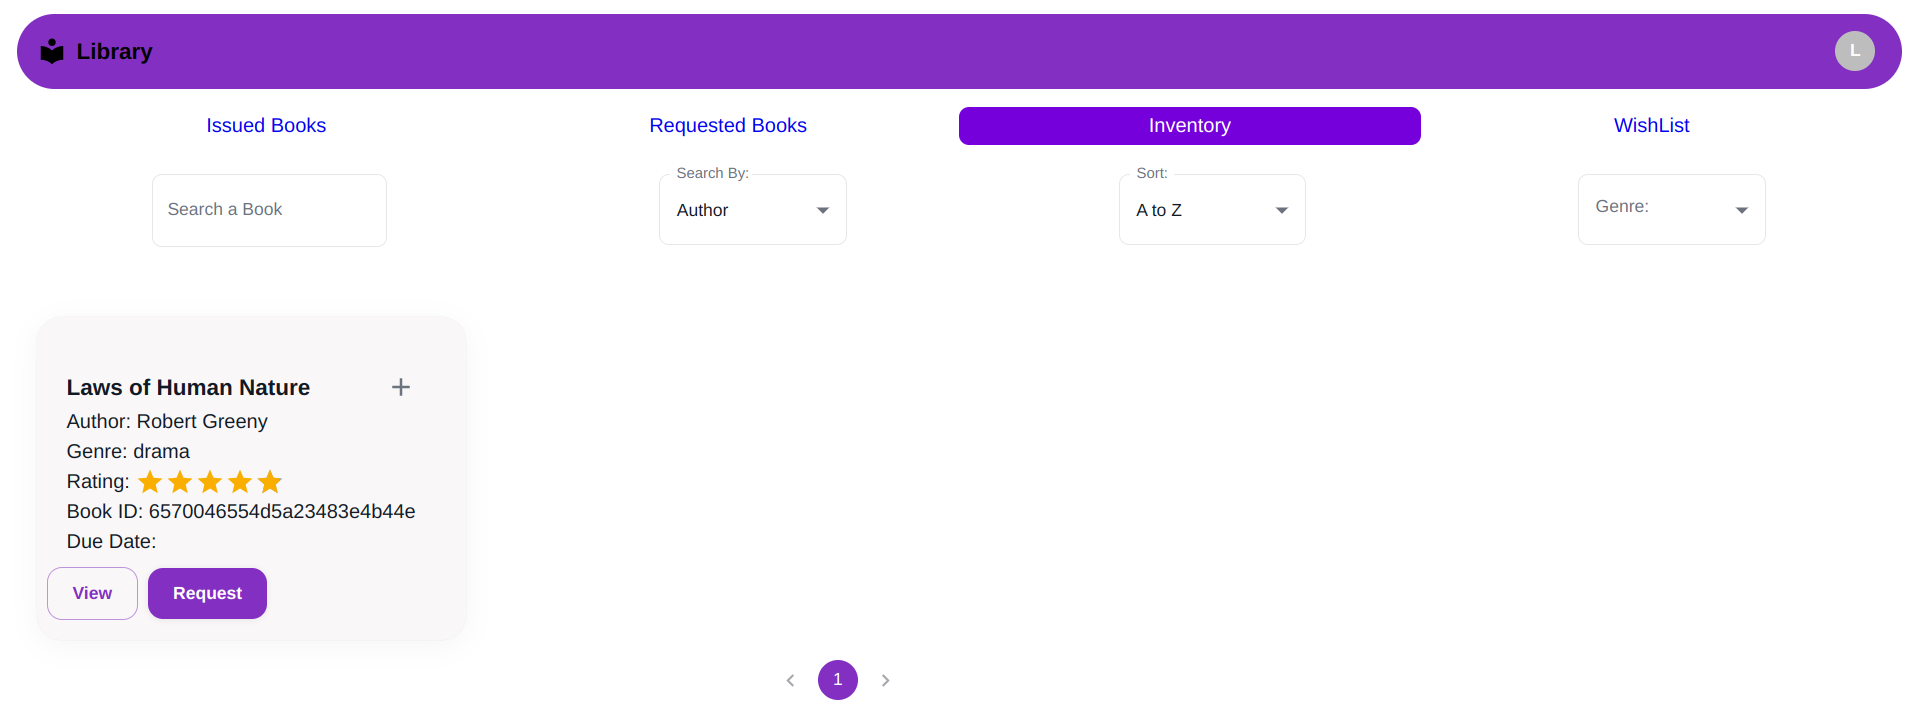 Library
L
Issued Books
Requested Books
Inventory
WishList
Search a Book
Search By:
Author
Sort:
A to Z
Genre:
Laws of Human Nature
Author: Robert Greeny
Genre: drama
Rating:
Book ID: 6570046554d5a23483e4b44e
Due Date:
View
Request
1